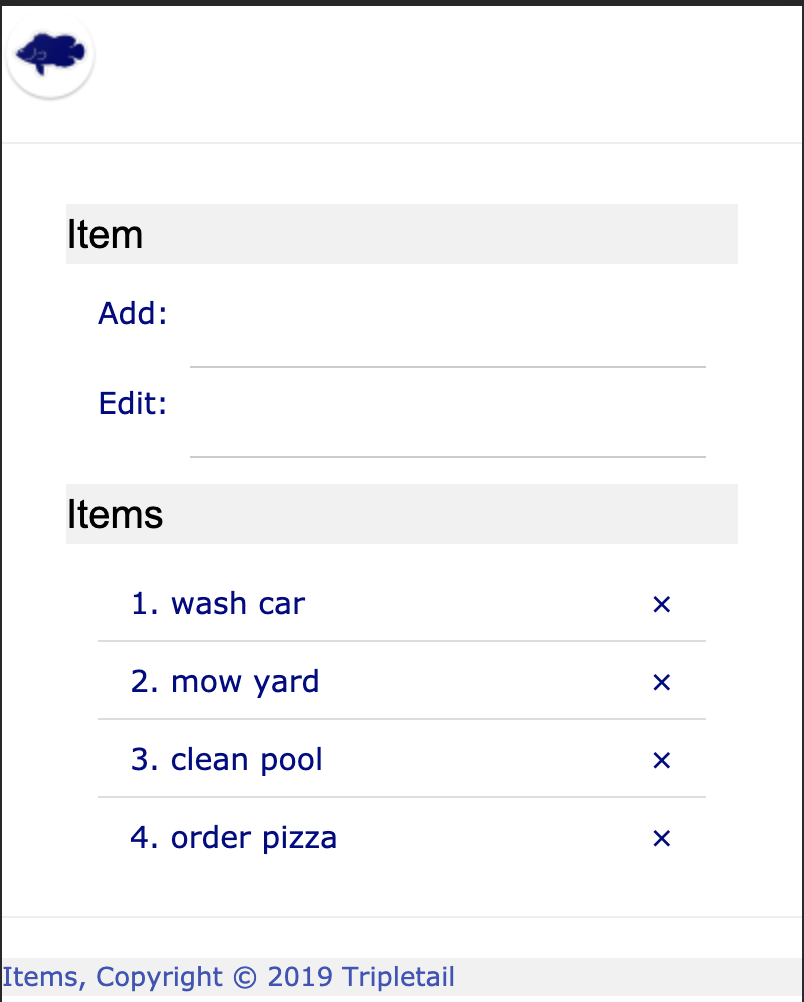 Item
Add:
Edit:
Items
1. wash car ×
2. mow yard ×
3. clean pool ×
4. order pizza ×
Items, Copyright © 2019 Tripletail